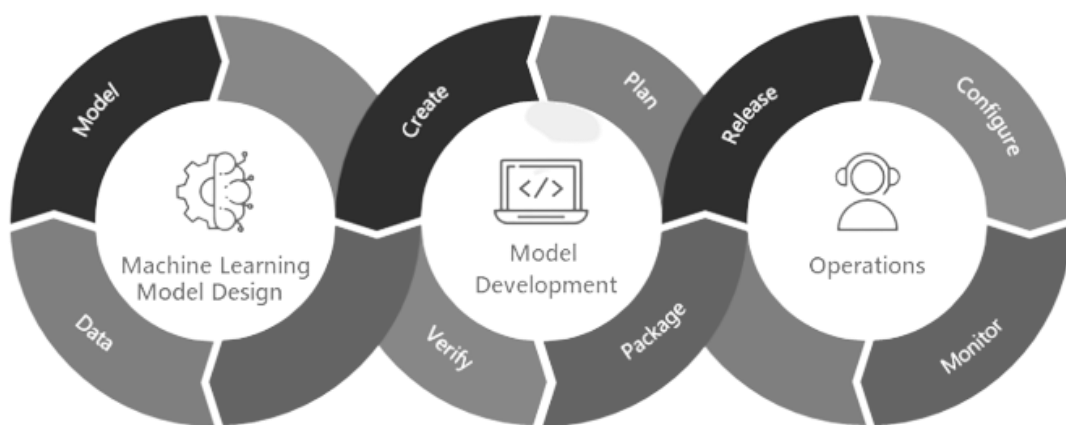 Model
Data
Machine Learning
Model Design
Create
Plan
Verify
Package
</>
Model
Development
Release
Configure
Monitor
Operations